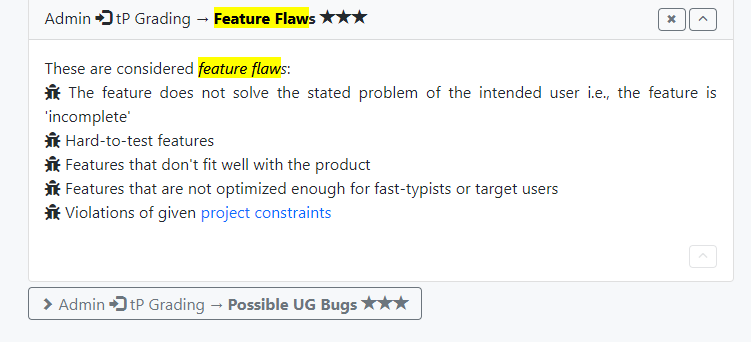 Admin tP Grading → Feature Flaws ★★★
These are considered feature flaws:
The feature does not solve the stated problem of the intended user i.e., the feature is
'incomplete'
Hard-to-test features
Features that don't fit well with the product
Features that are not optimized enough for fast-typists or target users
Violations of given project constraints
Admin tP Grading → Possible UG Bugs ★★★